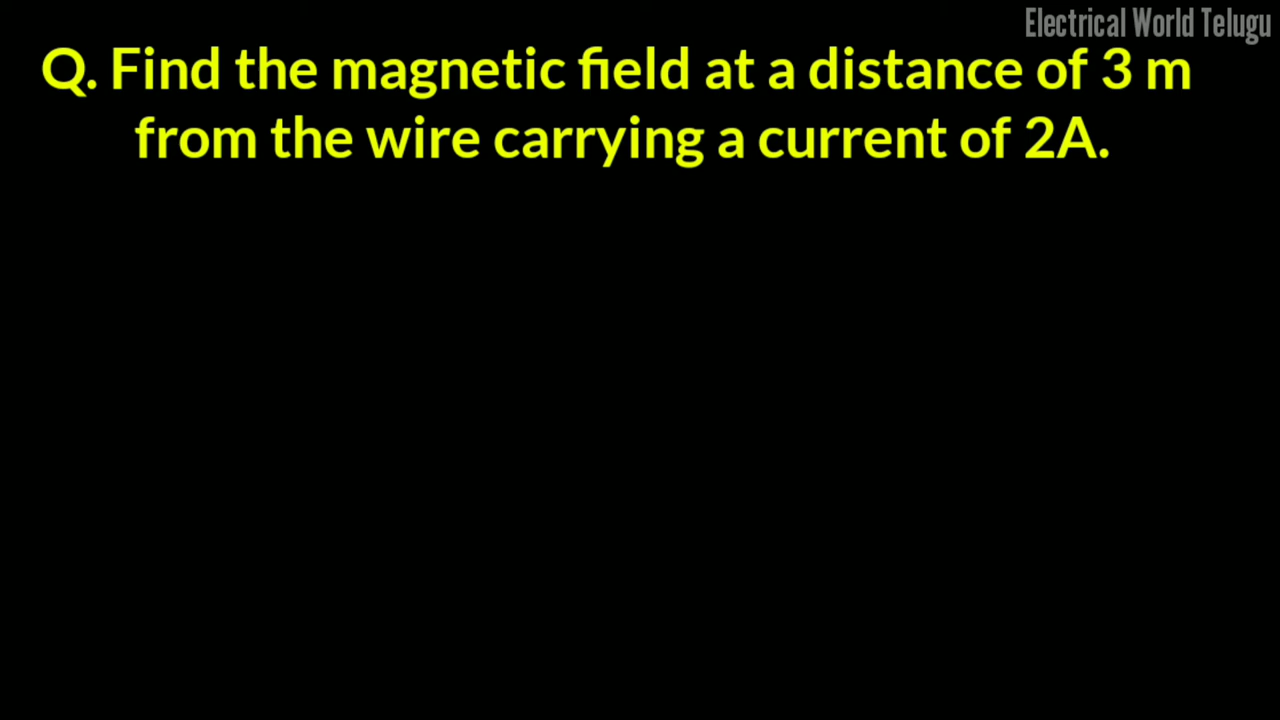 Electrical World Telugu
Q. Find the magnetic field at a distance of 3 m
from the wire carrying a current of 2A.